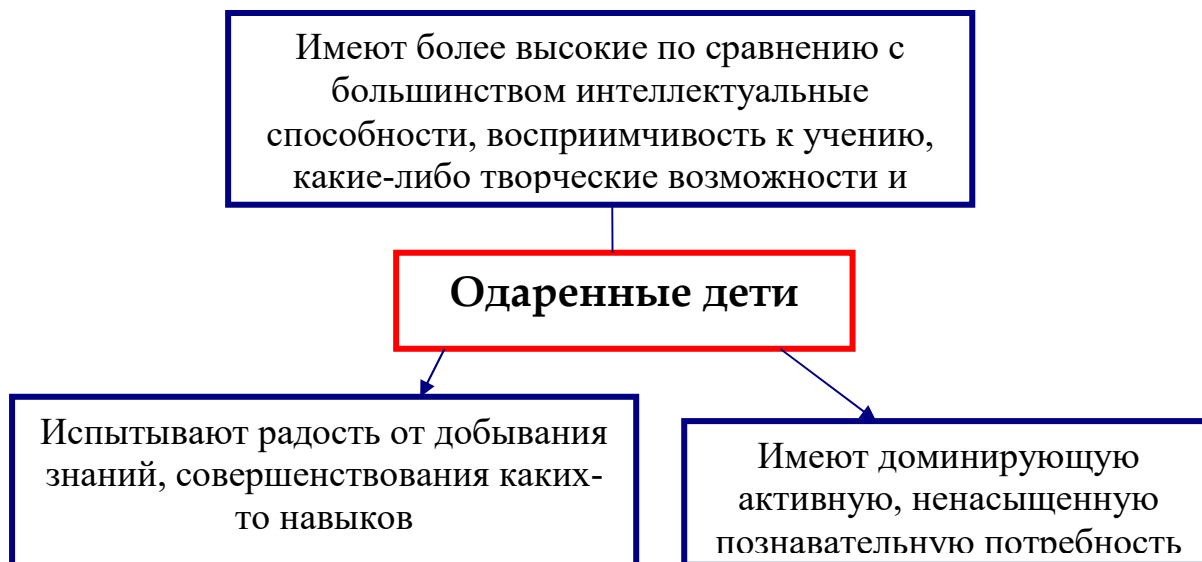 Имеют более высокие по сравнению с
большинством интеллектуальные
способности, восприимчивость к учению,
какие-либо творческие возможности и
Одаренные дети
Испытывают радость от добывания
знаний, совершенствования каких-
то навыков
Имеют доминирующую
активную, ненасыщенную
познавательную потребность